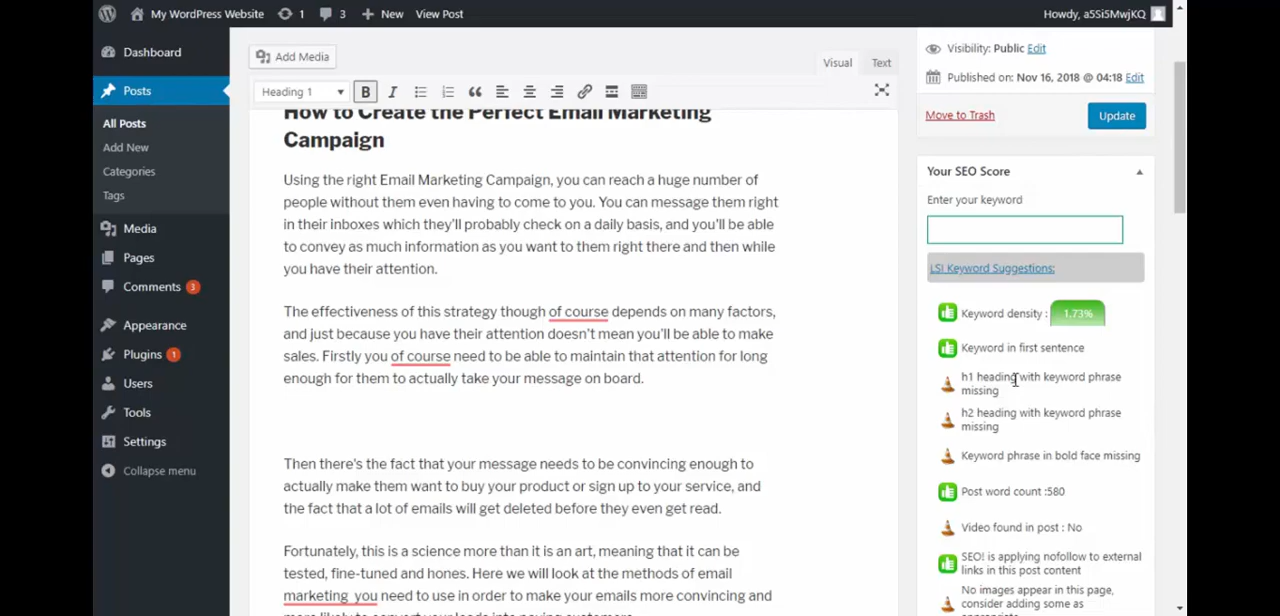 My WordPress Website 1 3 New View Post Howdy, a5Si5MwjKQ
Dashboard
Posts
All Posts
Add New
Categories
Tags
Media
Pages
Comments 3
Appearance
Plugins 1
Users
Tools
Settings
Collapse menu
Add Media
Visual Text
Heading 1 B I
How to Create the Perfect Email Marketing
Campaign
Using the right Email Marketing Campaign, you can reach a huge number of
people without them even having to come to you. You can message them right
in their inboxes which they'll probably check on a daily basis, and you'll be able
to convey as much information as you want to them right there and then while
you have their attention.
The effectiveness of this strategy though of course depends on many factors,
and just because you have their attention doesn't mean you'll be able to make
sales. Firstly you of course need to be able to maintain that attention for long
enough for them to actually take your message on board.
Then there's the fact that your message needs to be convincing enough to
actually make them want to buy your product or sign up to your service, and
the fact that a lot of emails will get deleted before they even get read.
Fortunately, this is a science more than it is an art, meaning that it can be
tested, fine-tuned and hones. Here we will look at the methods of email
marketing you need to use in order to make your emails more convincing and
more likely to convert your leads into paying customers.
Visibility: Public Edit
Published on: Nov 16, 2018 @ 04:18 Edit
Move to Trash Update
Your SEO Score
Enter your keyword
LSI Keyword Suggestions:
Keyword density : 1.73%
Keyword in first sentence
h1 heading with keyword phrase
missing
h2 heading with keyword phrase
missing
Keyword phrase in bold face missing
Post word count :580
Video found in post : No
SEO! is applying nofollow to external
links in this post content
No images appear in this page,
consider adding some as
appropriate